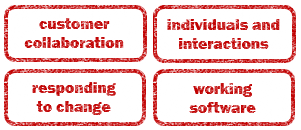 customer
collaboration
individuals and
interactions
responding
to change
working
software